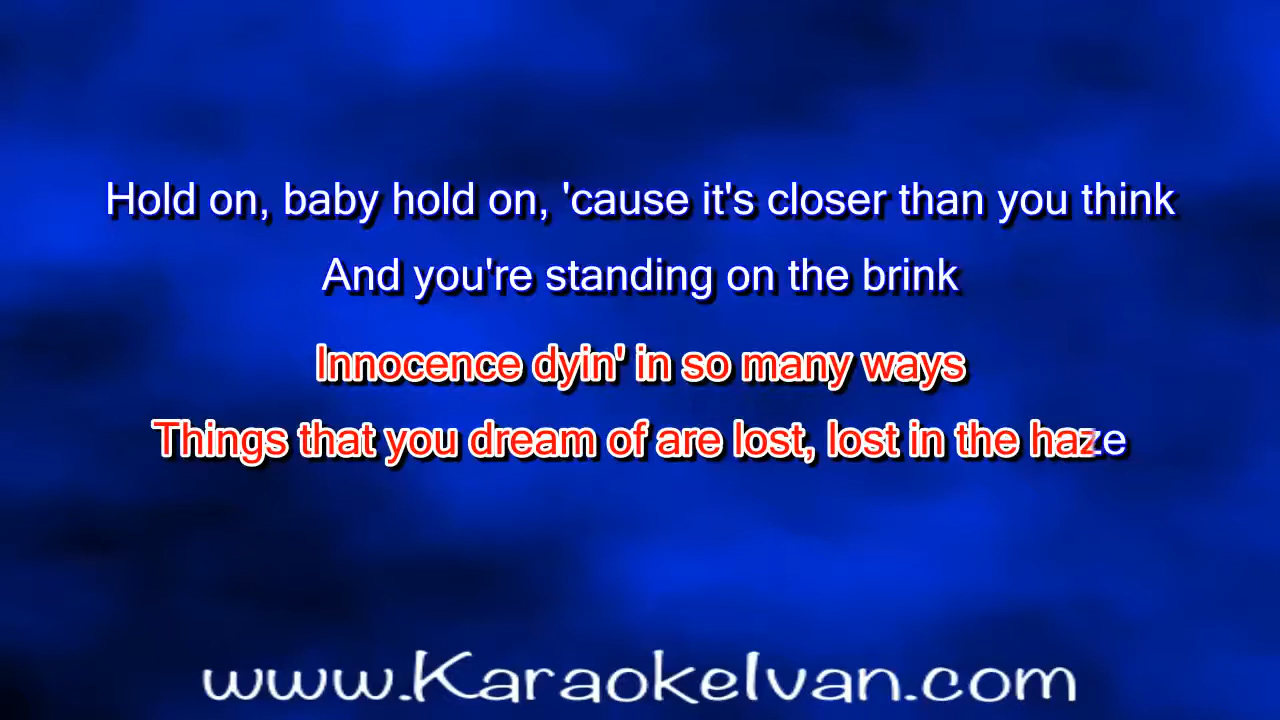 Hold on, baby hold on, 'cause it's closer than you think
And you're standing on the brink
Innocence dyin' in so many ways
Things that you dream of are lost, lost in the haze
www.KaraokeIvan.com